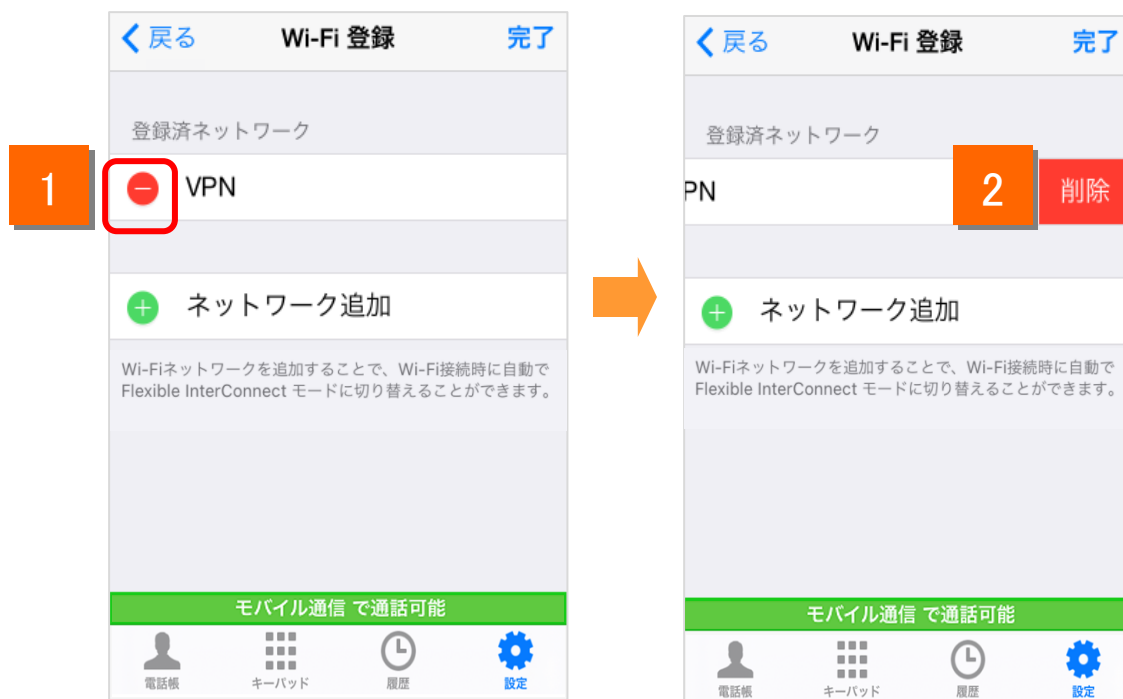 戻る Wi-Fi 登録 完了
登録済ネットワーク
1
VPN
ネットワーク追加
Wi-Fiネットワークを追加することで、Wi-Fi接続時に自動で
Flexible InterConnect モードに切り替えることができます。
モバイル通信 で通話可能
電話帳 キーパッド 履歴 設定
戻る Wi-Fi 登録 完了
登録済ネットワーク
PN 2 削除
ネットワーク追加
Wi-Fiネットワークを追加することで、Wi-Fi接続時に自動で
Flexible InterConnect モードに切り替えることができます。
モバイル通信 で通話可能
電話帳 キーパッド 履歴 設定